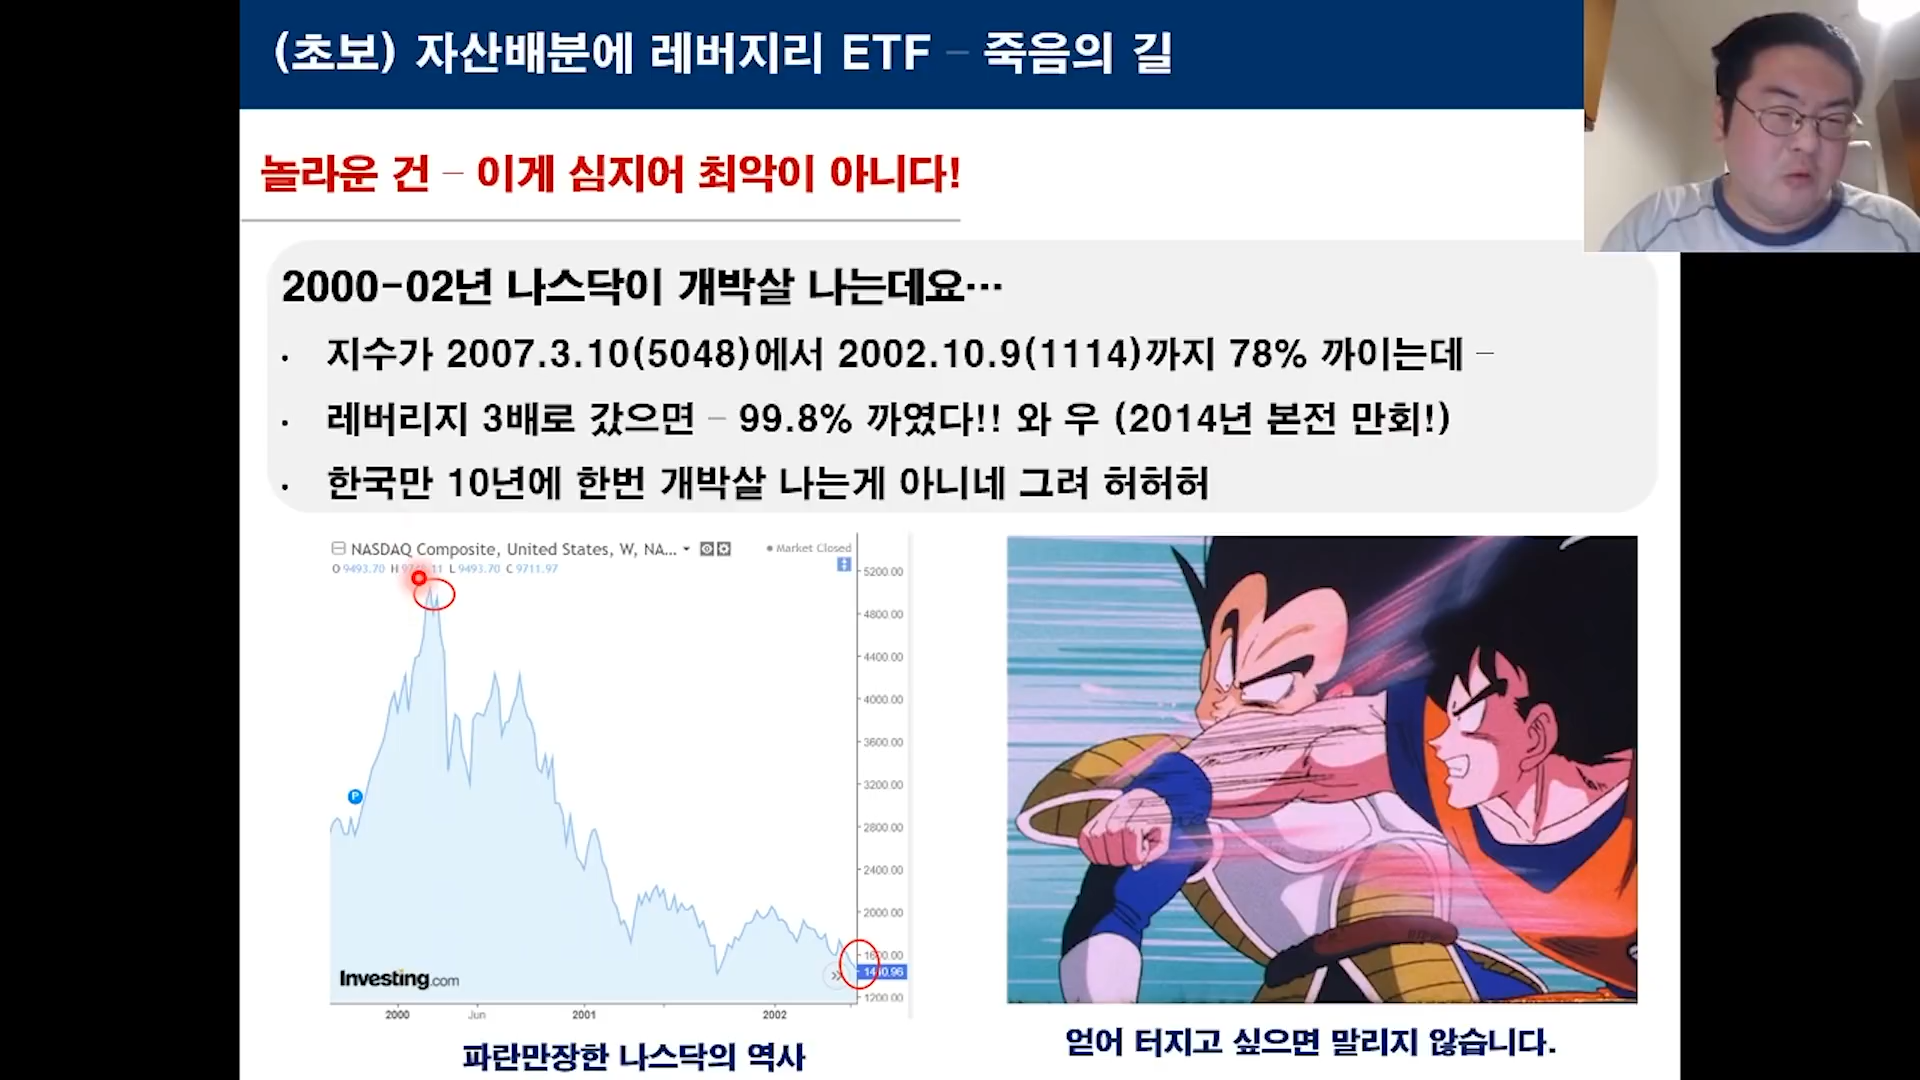 (초보) 자산배분에 레버지리 ETF – 죽음의 길
놀라운 건 – 이게 심지어 최악이 아니다!
2000-02년 나스닥이 개박살 나는데요…
· 지수가 2007.3.10(5048)에서 2002.10.9(1114)까지 78% 까이는데 –
· 레버리지 3배로 갔으면 – 99.8% 까였다!! 와 우 (2014년 본전 만회!)
· 한국만 10년에 한번 개박살 나는게 아니네 그려 허허허
NASDAQ Composite, United States, W, NA...
Market Closed
O 9493.70 H L 9493.70 C 9711.97
5200.00
4800.00
4400.00
4000.00
3600.00
3200.00
2800.00
2400.00
2000.00
1600.00
1200.00
P
Investing.com
2000 Jun 2001 2002
파란만장한 나스닥의 역사
얻어 터지고 싶으면 말리지 않습니다.